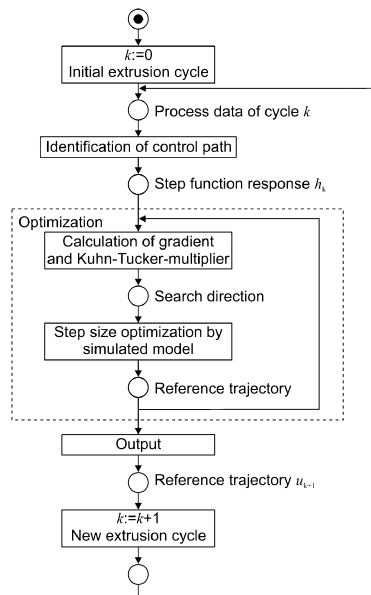 k:=0
Initial extrusion cycle
Process data of cycle k
Identification of control path
Step function response hk
Optimization
Calculation of gradient
and Kuhn-Tucker-multiplier
Search direction
Step size optimization by
simulated model
Reference trajectory
Output
Reference trajectory uk+1
k:=k+1
New extrusion cycle